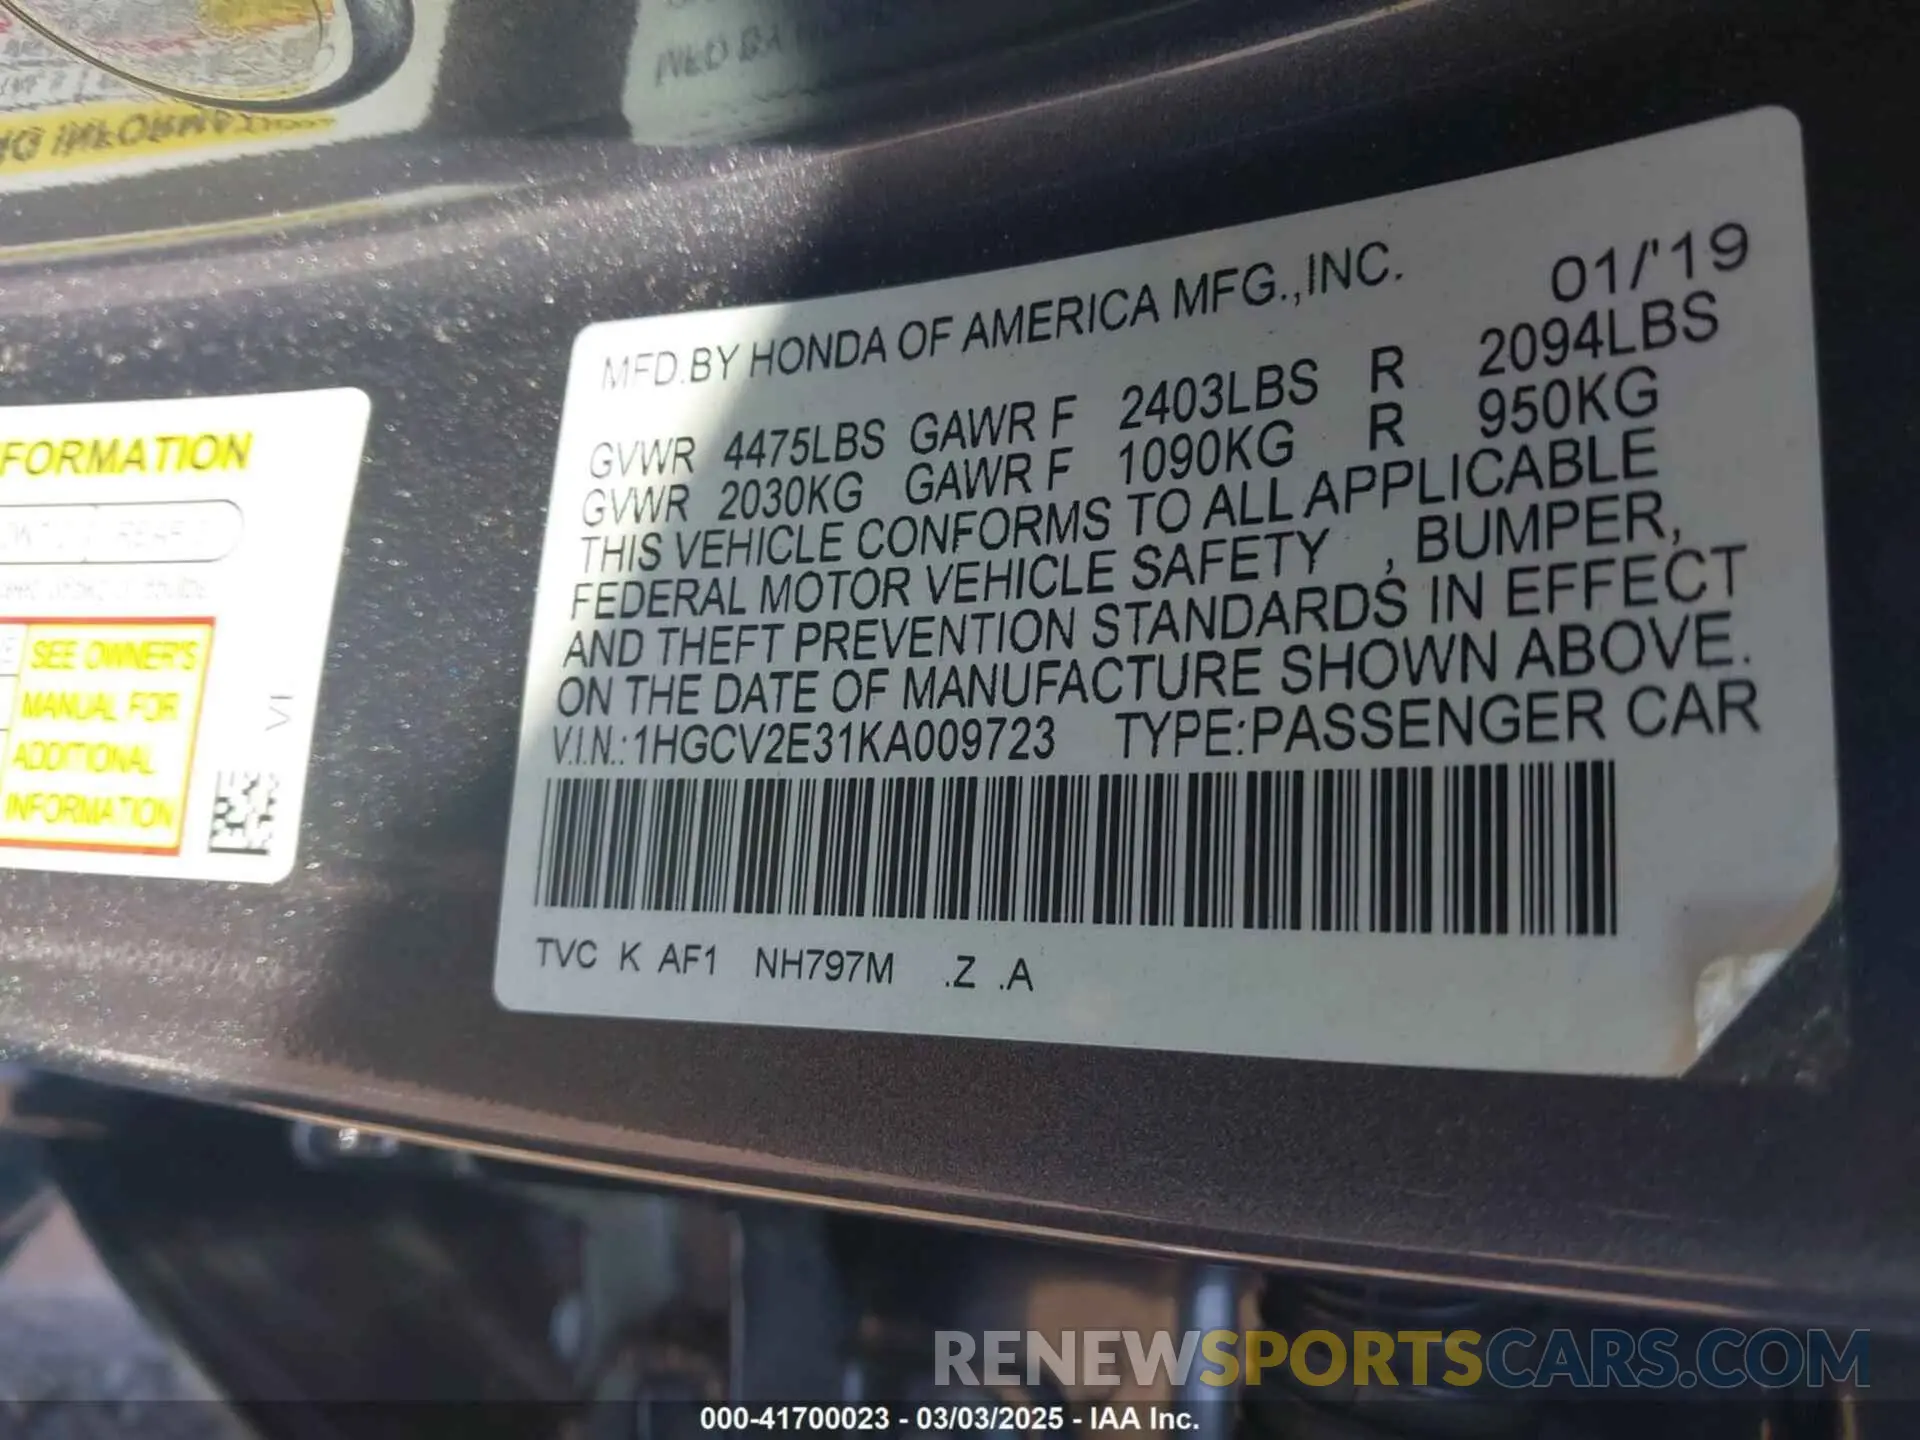 MFD.BY HONDA OF AMERICA MFG.,INC. 01/'19
GVWR 4475LBS GAWR F 2403LBS R 2094LBS
GVWR 2030KG GAWR F 1090KG R 950KG
THIS VEHICLE CONFORMS TO ALL APPLICABLE
FEDERAL MOTOR VEHICLE SAFETY , BUMPER,
AND THEFT PREVENTION STANDARDS IN EFFECT
ON THE DATE OF MANUFACTURE SHOWN ABOVE.
V.I.N.:1HGCV2E31KA009723 TYPE:PASSENGER CAR
TVC K AF1 NH797M .Z .A
FORMATION
SEE OWNER'S
MANUAL FOR
ADDITIONAL
INFORMATION
RENEWSPORTSCARS.COM
000-41700023 - 03/03/2025 - IAA Inc.